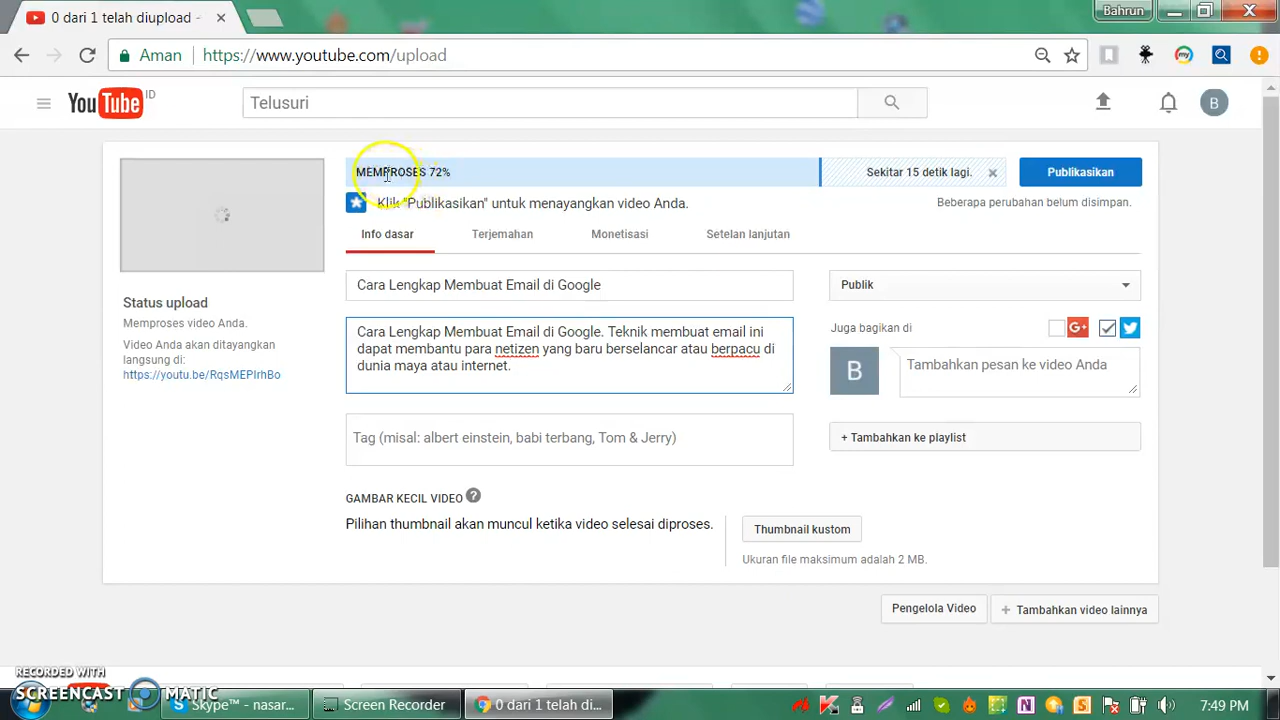 0 dari 1 telah diupload -
Bahrun
Aman
https://www.youtube.com/upload
YouTube ID
Telusuri
B
MEMPROSES 72%
Sekitar 15 detik lagi.
Publikasikan
Klik "Publikasikan" untuk menayangkan video Anda.
Beberapa perubahan belum disimpan.
Info dasar
Terjemahan
Monetisasi
Setelan lanjutan
Cara Lengkap Membuat Email di Google
Publik
Status upload
Memproses video Anda.
Video Anda akan ditayangkan
langsung di:
https://youtu.be/RqsMEPIrhBo
Cara Lengkap Membuat Email di Google. Teknik membuat email ini
dapat membantu para netizen yang baru berselancar atau berpacu di
dunia maya atau internet.
Juga bagikan di
G+
B
Tambahkan pesan ke video Anda
Tag (misal: albert einstein, babi terbang, Tom & Jerry)
+ Tambahkan ke playlist
GAMBAR KECIL VIDEO ?
Pilihan thumbnail akan muncul ketika video selesai diproses.
Thumbnail kustom
Ukuran file maksimum adalah 2 MB.
Pengelola Video
+ Tambahkan video lainnya
RECORDED WITH
SCREENCAST MATIC
Skype™ - nasar...
Screen Recorder
0 dari 1 telah di...
7:49 PM